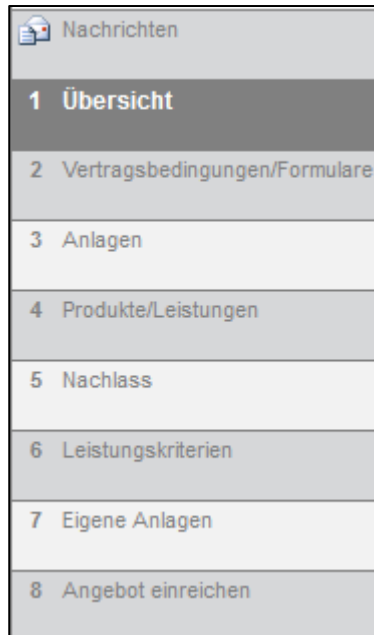 Nachrichten
1 Übersicht
2 Vertragsbedingungen/Formulare
3 Anlagen
4 Produkte/Leistungen
5 Nachlass
6 Leistungskriterien
7 Eigene Anlagen
8 Angebot einreichen